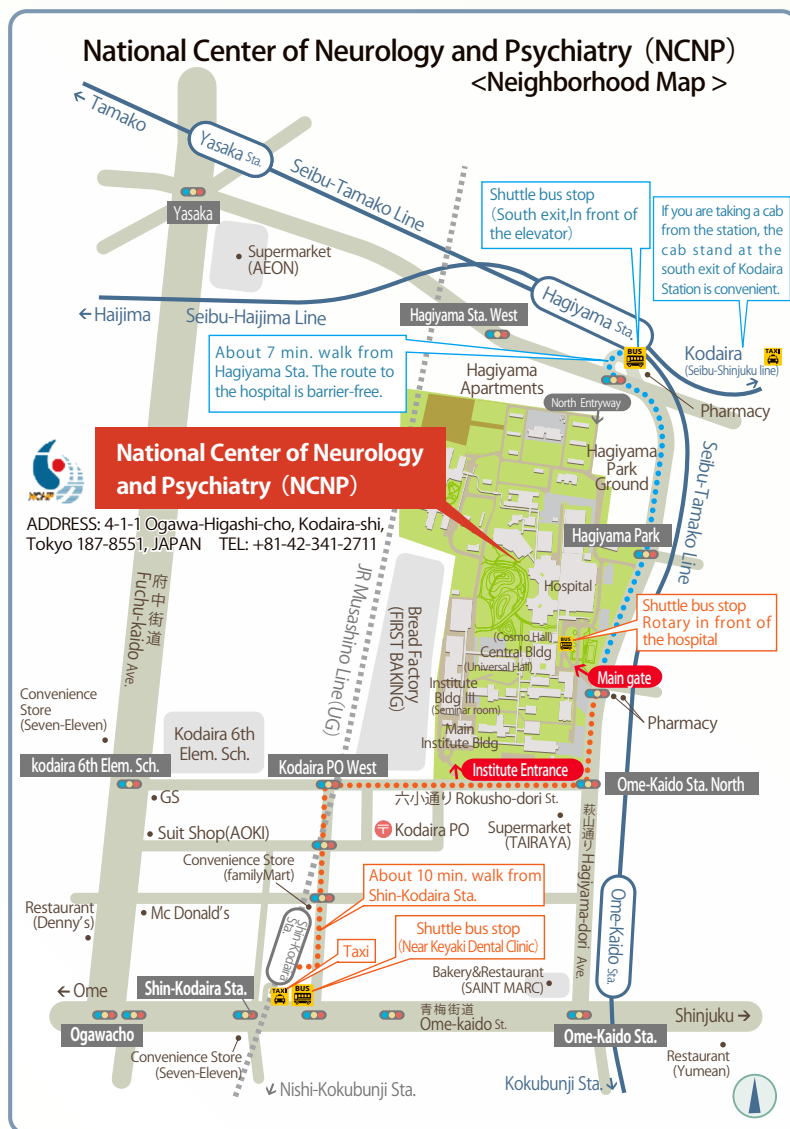 National Center of Neurology and Psychiatry (NCNP)
<Neighborhood Map >
← Tamako
Yasaka Sta.
Seibu-Tamako Line
Yasaka
Supermarket
(AEON)
Shuttle bus stop
(South exit,In front of
the elevator)
If you are taking a cab
from the station, the
cab stand at the
south exit of Kodaira
Station is convenient.
← Haijima
Seibu-Haijima Line
Hagiyama Sta. West
Hagiyama Sta.
BUS
TAXI
Kodaira
(Seibu-Shinjuku line)
About 7 min. walk from
Hagiyama Sta. The route to
the hospital is barrier-free.
Hagiyama
Apartments
North Entryway
Pharmacy
Hagiyama
Park
Ground
Seibu-Tamako Line
National Center of Neurology
and Psychiatry (NCNP)
NCNP
ADDRESS: 4-1-1 Ogawa-Higashi-cho, Kodaira-shi,
Tokyo 187-8551, JAPAN TEL: +81-42-341-2711
Hagiyama Park
府中街道
Fuchu-kaido Ave.
JR Musashino Line (UG)
Bread Factory
(FIRST BAKING)
Hospital
Shuttle bus stop
Rotary in front of
the hospital
(Cosmo Hall)
BUS
Central Bldg
(Universal Hall)
Main gate
Institute
Bldg III
(Seminar room)
Pharmacy
Main
Institute Bldg
Convenience
Store
(Seven-Eleven)
Kodaira 6th
Elem. Sch.
kodaira 6th Elem. Sch.
Kodaira PO West
Institute Entrance
Ome-Kaido Sta. North
六小通り Rokusho-dori St.
GS
Suit Shop(AOKI)
〒 Kodaira PO
Supermarket
(TAIRAYA)
萩山通り Hagiyama-dori Ave.
Convenience Store
(familyMart)
About 10 min. walk from
Shin-Kodaira Sta.
Restaurant
(Denny's)
Mc Donald's
Shin-Kodaira Sta.
Taxi
Shuttle bus stop
(Near Keyaki Dental Clinic)
Ome-Kaido Sta.
Bakery&Restaurant
(SAINT MARC)
← Ome
Shin-Kodaira Sta.
TAXI
BUS
Ogawacho
青梅街道
Ome-kaido St.
Ome-Kaido Sta.
Shinjuku →
Convenience Store
(Seven-Eleven)
Restaurant
(Yumean)
↙ Nishi-Kokubunji Sta.
Kokubunji Sta. ↓